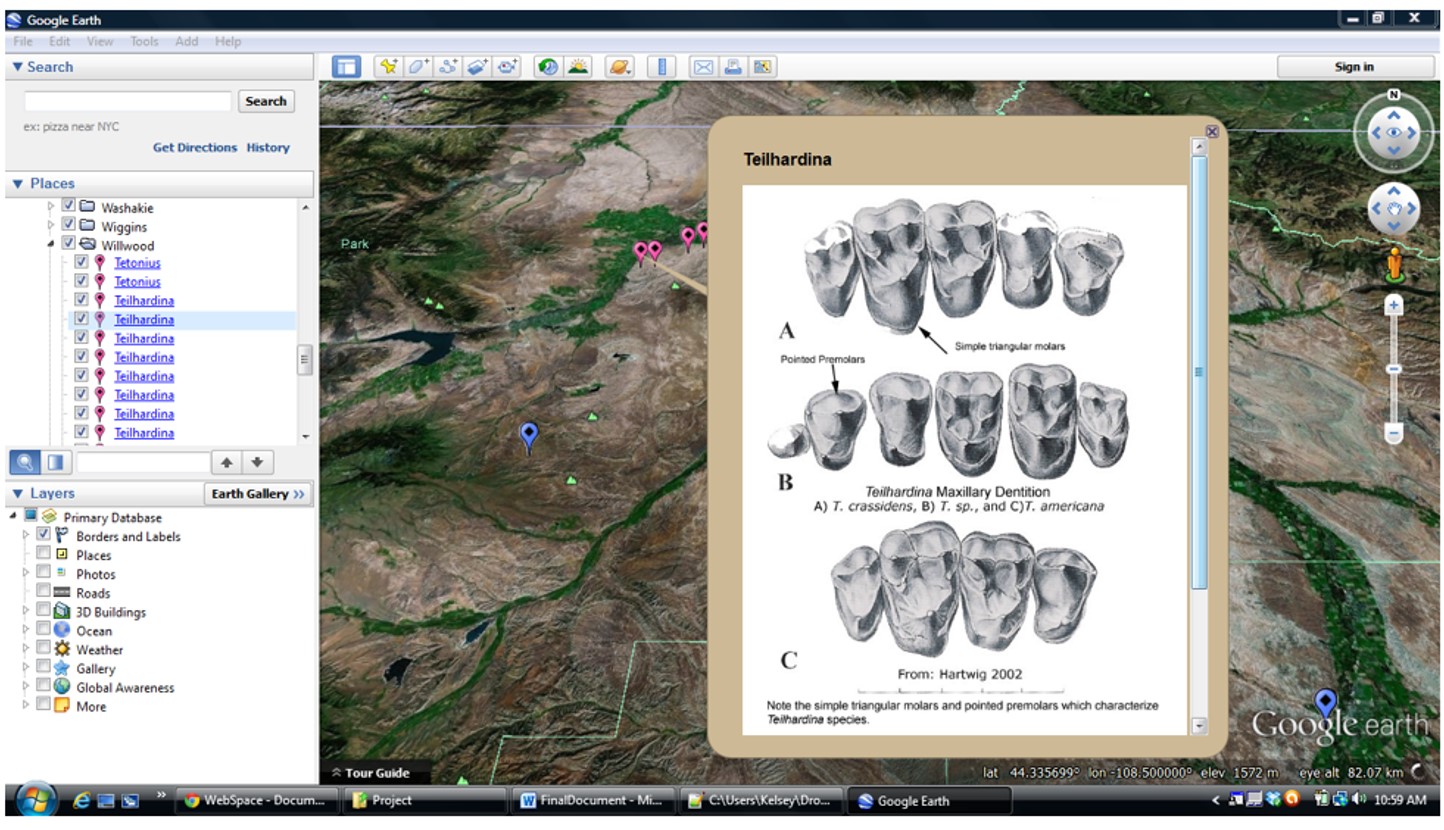 Google Earth
File Edit View Tools Add Help
Search
Sign in
Search
ex: pizza near NYC
Get Directions History
Places
Washakie
Wiggins
Willwood
Tetonius
Tetonius
Teilhardina
Teilhardina
Teilhardina
Teilhardina
Teilhardina
Teilhardina
Teilhardina
Teilhardina
Layers
Earth Gallery >>
Primary Database
Borders and Labels
Places
Photos
Roads
3D Buildings
Ocean
Weather
Gallery
Global Awareness
More
Park
N
Teilhardina
A
Simple triangular molars
Pointed Premolars
B
Teilhardina Maxillary Dentition
A) T. crassidens, B) T. sp., and C)T. americana
C
From: Hartwig 2002
Note the simple triangular molars and pointed premolars which characterize
Teilhardina species.
Google earth
Tour Guide
lat 44.335699° lon -108.500000° elev 1572 m eye alt 82.07 km
WebSpace - Docum...
Project
FinalDocument - Mi...
C:\Users\Kelsey\Dro...
Google Earth
10:59 AM